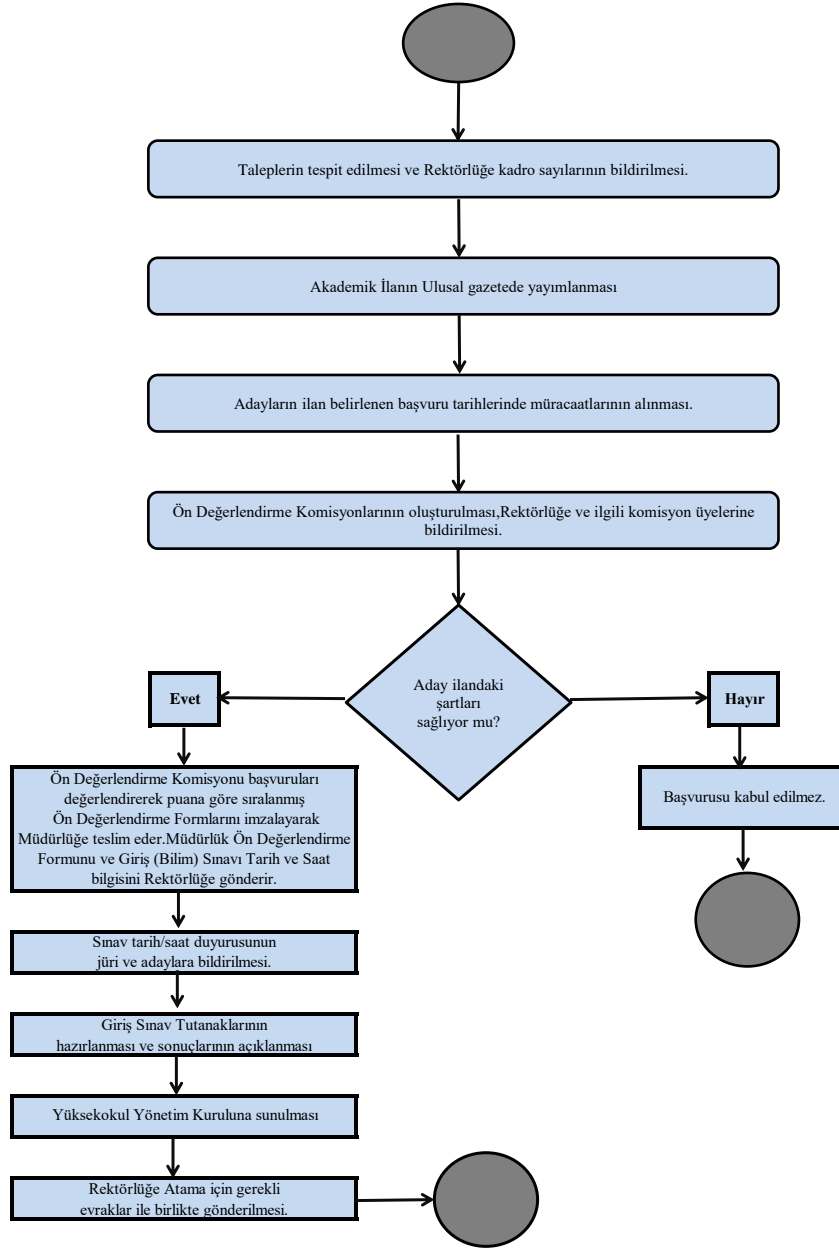 Taleplerin tespit edilmesi ve Rektörlüğe kadro sayılarının bildirilmesi.
Akademik İlanın Ulusal gazetede yayımlanması
Adayların ilan belirlenen başvuru tarihlerinde müracaatlarının alınması.
Ön Değerlendirme Komisyonlarının oluşturulması,Rektörlüğe ve ilgili komisyon üyelerine
bildirilmesi.
Aday ilandaki
şartları
sağlıyor mu?
Evet
Hayır
Ön Değerlendirme Komisyonu başvuruları
değerlendirerek puana göre sıralanmış
Ön Değerlendirme Formlarını imzalayarak
Müdürlüğe teslim eder.Müdürlük Ön Değerlendirme
Formunu ve Giriş (Bilim) Sınavı Tarih ve Saat
bilgisini Rektörlüğe gönderir.
Başvurusu kabul edilmez.
Sınav tarih/saat duyurusunun
jüri ve adaylara bildirilmesi.
Giriş Sınav Tutanaklarının
hazırlanması ve sonuçlarının açıklanması
Yüksekokul Yönetim Kuruluna sunulması
Rektörlüğe Atama için gerekli
evraklar ile birlikte gönderilmesi.